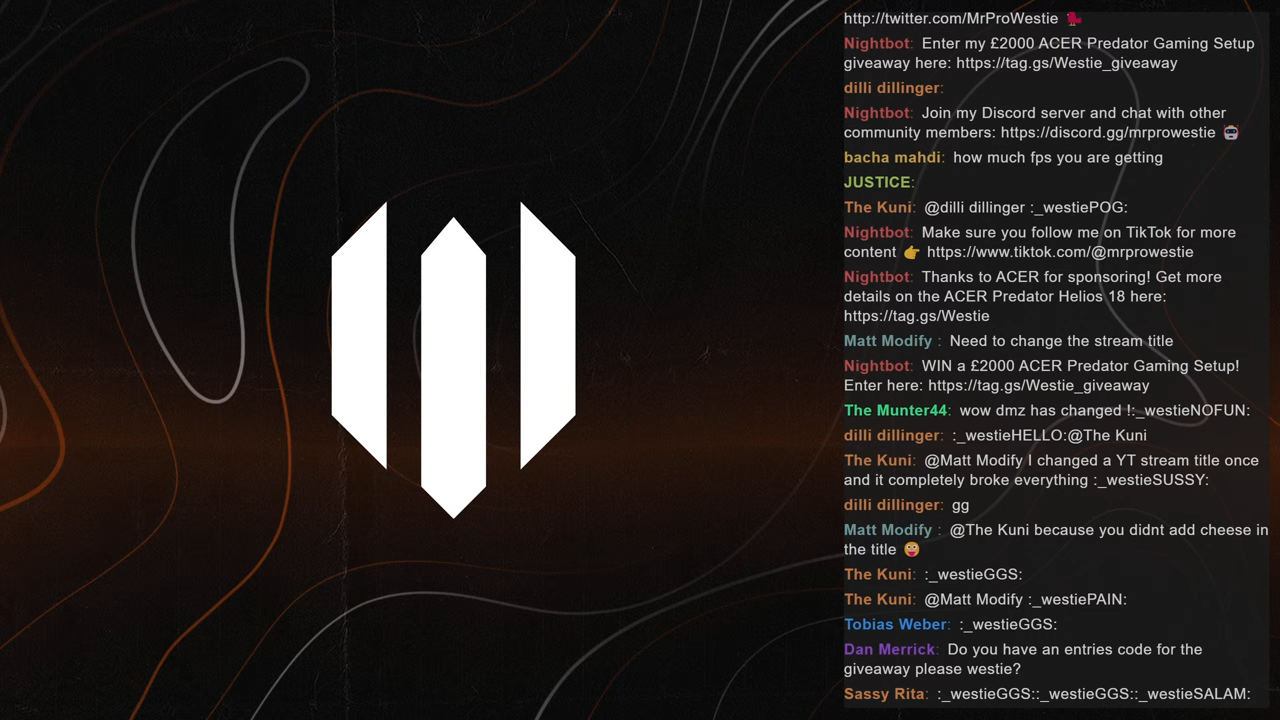 http://twitter.com/MrProWestie
Nightbot: Enter my £2000 ACER Predator Gaming Setup
giveaway here: https://tag.gs/Westie_giveaway
dilli dillinger:
Nightbot: Join my Discord server and chat with other
community members: https://discord.gg/mrprowestie
bacha mahdi: how much fps you are getting
JUSTICE:
The Kuni: @dilli dillinger :_westiePOG:
Nightbot: Make sure you follow me on TikTok for more
content 👉 https://www.tiktok.com/@mrprowestie
Nightbot: Thanks to ACER for sponsoring! Get more
details on the ACER Predator Helios 18 here:
https://tag.gs/Westie
Matt Modify : Need to change the stream title
Nightbot: WIN a £2000 ACER Predator Gaming Setup!
Enter here: https://tag.gs/Westie_giveaway
The Munter44: wow dmz has changed !:_westieNOFUN:
dilli dillinger: :_westieHELLO:@The Kuni
The Kuni: @Matt Modify I changed a YT stream title once
and it completely broke everything :_westieSUSSY:
dilli dillinger: gg
Matt Modify : @The Kuni because you didnt add cheese in
the title 🤪
The Kuni: :_westieGGS:
The Kuni: @Matt Modify :_westiePAIN:
Tobias Weber: :_westieGGS:
Dan Merrick: Do you have an entries code for the
giveaway please westie?
Sassy Rita: :_westieGGS::_westieGGS::_westieSALAM: